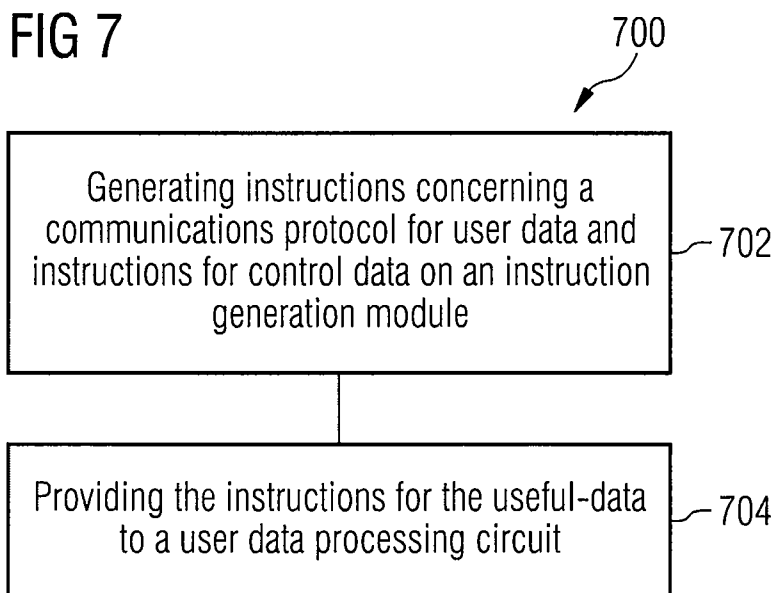 FIG 7
700
Generating instructions concerning a
communications protocol for user data and
instructions for control data on an instruction
generation module
702
Providing the instructions for the useful-data
to a user data processing circuit
704